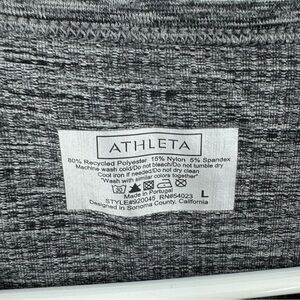 ATHLETA
80% Recycled Polyester 15% Nylon 5% Spandex
Machine wash cold/Do not bleach/Do not tumble dry
Cool iron if needed/Do not dry clean
"Wash with similar colors together"
30
Made in Portugal
STYLE#920045 RN#54023 L
Designed in Sonoma County, California